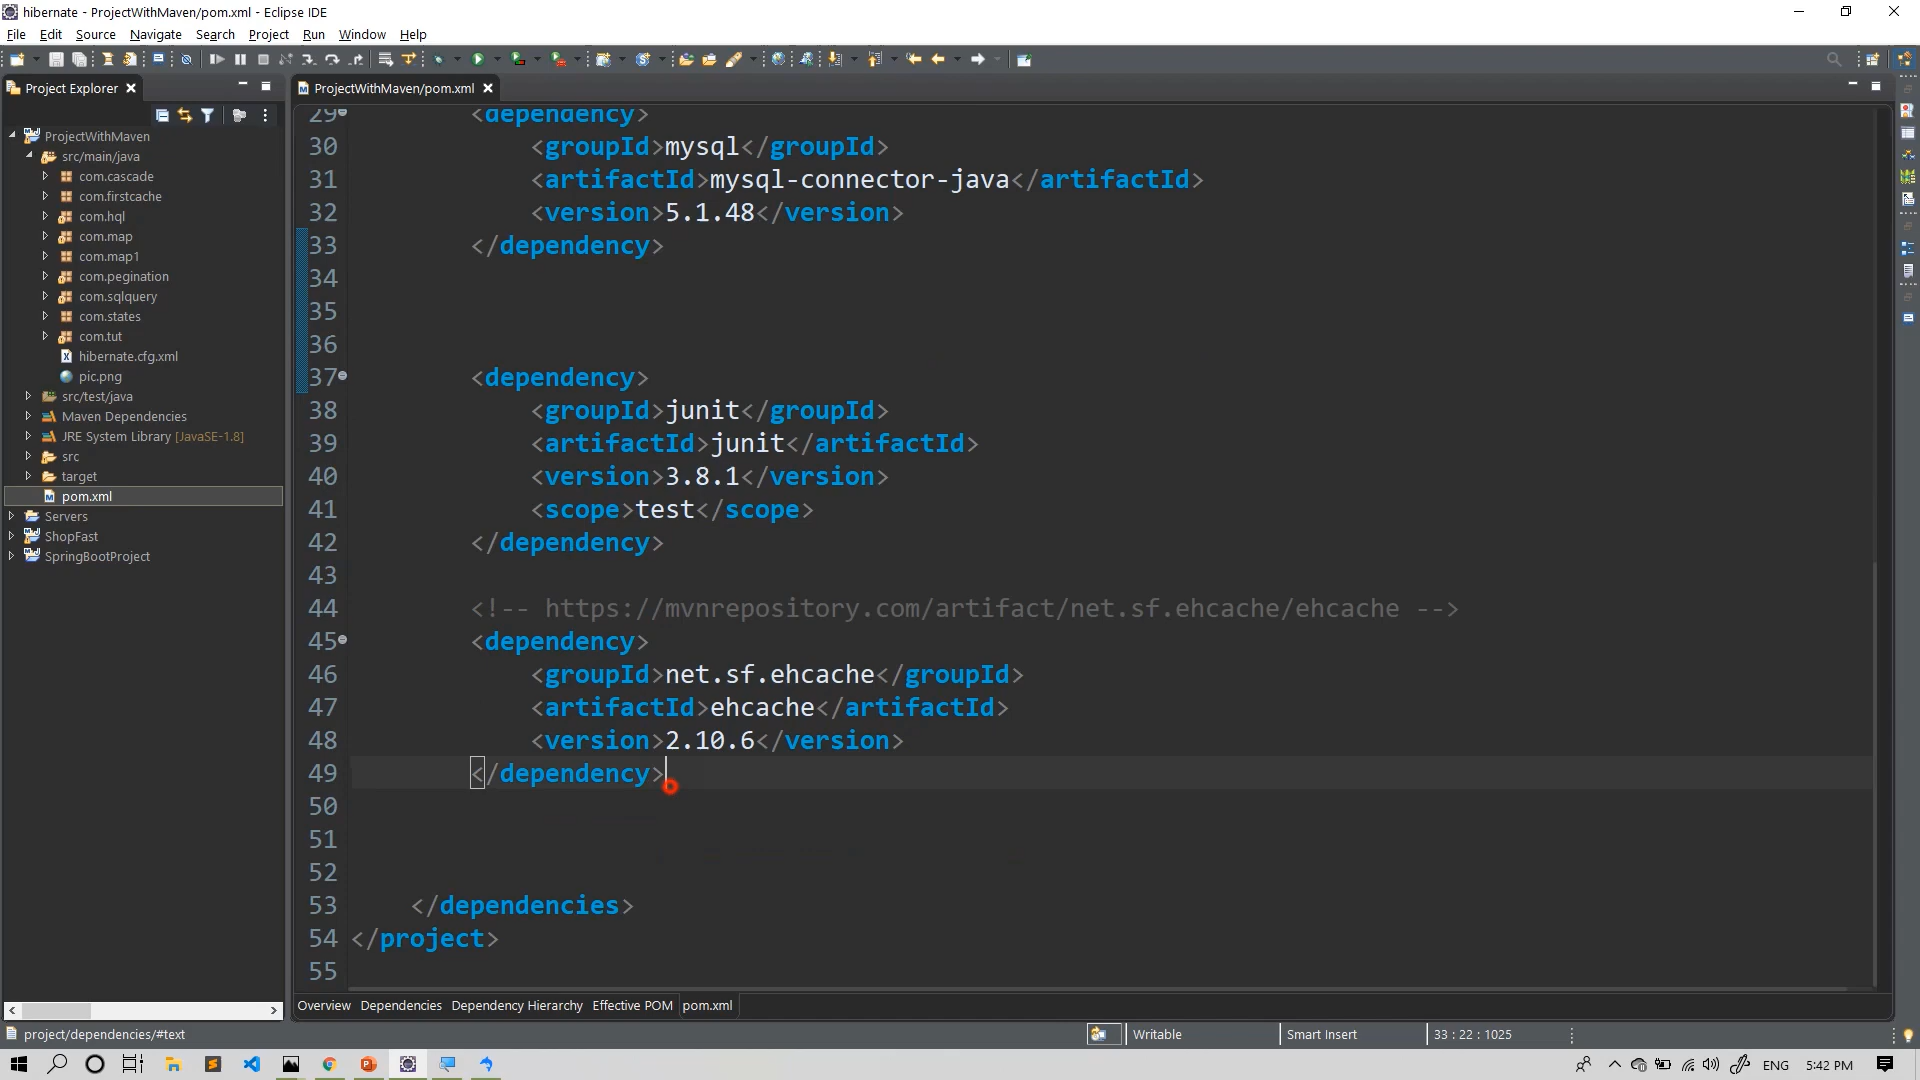 hibernate - ProjectWithMaven/pom.xml - Eclipse IDE
File Edit Source Navigate Search Project Run Window Help
Project Explorer
ProjectWithMaven/pom.xml
ProjectWithMaven
src/main/java
com.cascade
com.firstcache
com.hql
com.map
com.map1
com.pegination
com.sqlquery
com.states
com.tut
hibernate.cfg.xml
pic.png
src/test/java
Maven Dependencies
JRE System Library [JavaSE-1.8]
src
target
pom.xml
Servers
ShopFast
SpringBootProject
29 <dependency>
30 <groupId>mysql</groupId>
31 <artifactId>mysql-connector-java</artifactId>
32 <version>5.1.48</version>
33 </dependency>
34
35
36
37 <dependency>
38 <groupId>junit</groupId>
39 <artifactId>junit</artifactId>
40 <version>3.8.1</version>
41 <scope>test</scope>
42 </dependency>
43
44 <!-- https://mvnrepository.com/artifact/net.sf.ehcache/ehcache -->
45 <dependency>
46 <groupId>net.sf.ehcache</groupId>
47 <artifactId>ehcache</artifactId>
48 <version>2.10.6</version>
49 </dependency>
50
51
52
53 </dependencies>
54 </project>
55
Overview Dependencies Dependency Hierarchy Effective POM pom.xml
project/dependencies/#text Writable Smart Insert 33 : 22 : 1025
ENG 5:42 PM